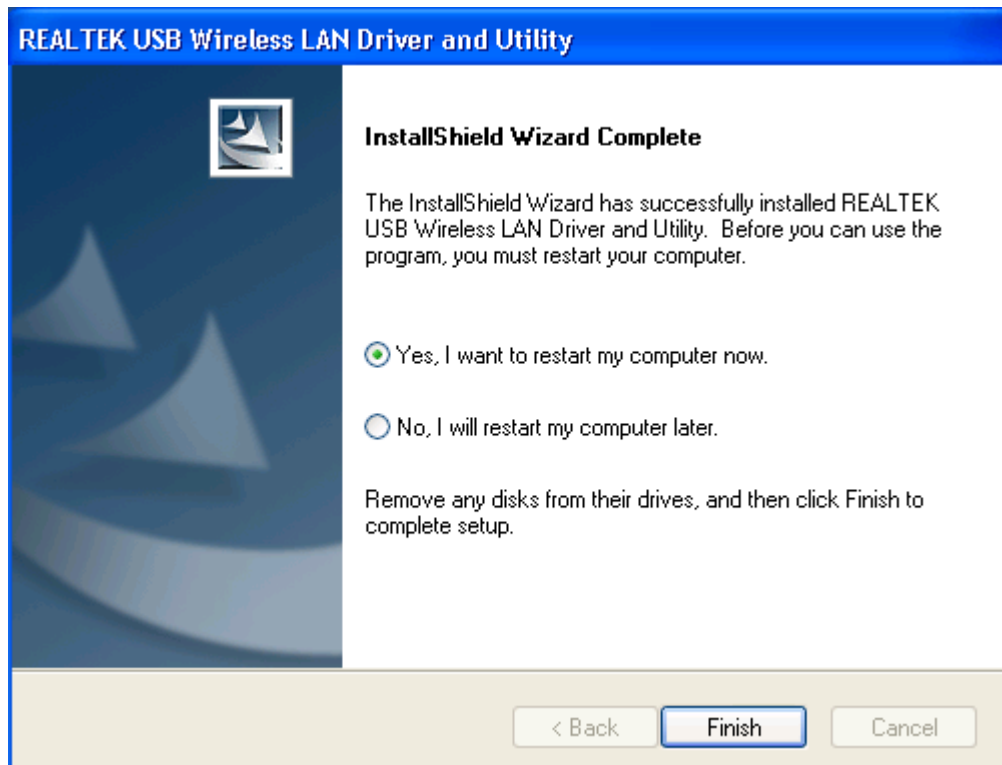 REALTEK USB Wireless LAN Driver and Utility
InstallShield Wizard Complete
The InstallShield Wizard has successfully installed REALTEK
USB Wireless LAN Driver and Utility.  Before you can use the
program, you must restart your computer.
Yes, I want to restart my computer now.
No, I will restart my computer later.
Remove any disks from their drives, and then click Finish to
complete setup.
< Back
Finish
Cancel